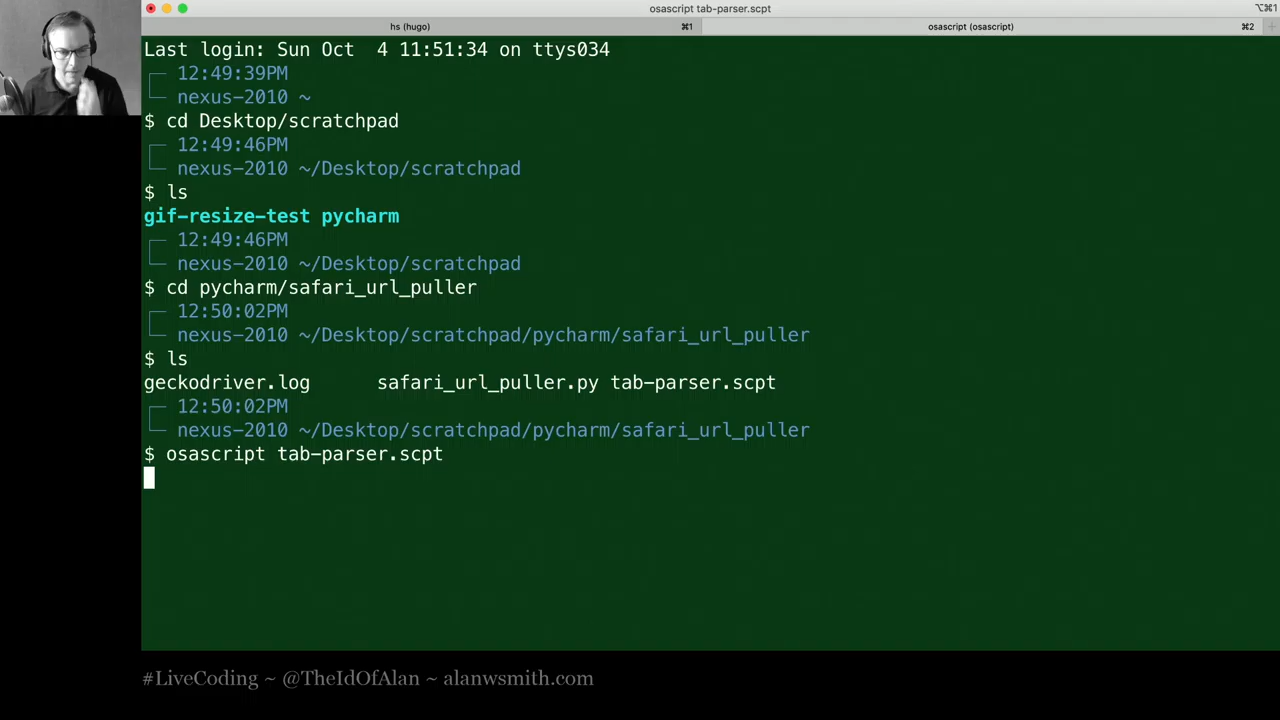 osascript tab-parser.scpt
⌥⌘1
hs (hugo) ⌘1 osascript (osascript) ⌘2 +
Last login: Sun Oct  4 11:51:34 on ttys034
12:49:39PM
nexus-2010 ~
$ cd Desktop/scratchpad
12:49:46PM
nexus-2010 ~/Desktop/scratchpad
$ ls
gif-resize-test pycharm
12:49:46PM
nexus-2010 ~/Desktop/scratchpad
$ cd pycharm/safari_url_puller
12:50:02PM
nexus-2010 ~/Desktop/scratchpad/pycharm/safari_url_puller
$ ls
geckodriver.log      safari_url_puller.py tab-parser.scpt
12:50:02PM
nexus-2010 ~/Desktop/scratchpad/pycharm/safari_url_puller
$ osascript tab-parser.scpt
#LiveCoding ~ @TheIdOfAlan ~ alanwsmith.com